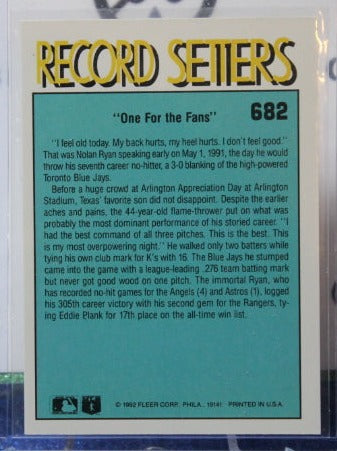 RECORD SETTERS
"One For the Fans" 682
"I feel old today. My back hurts, my heel hurts. I don't feel good."
That was Nolan Ryan speaking early on May 1, 1991, the day he would
throw his seventh career no-hitter, a 3-0 blanking of the high-powered
Toronto Blue Jays.
Before a huge crowd at Arlington Appreciation Day at Arlington
Stadium, Texas' favorite son did not disappoint. Despite the earlier
aches and pains, the 44-year-old flame-thrower put on what was
probably the most dominant performance of his storied career. "I
had the best command of all three pitches. This is the best. This
is my most overpowering night." He walked only two batters while
tying his own club mark for K's with 16. The Blue Jays he stumped
came into the game with a league-leading .276 team batting mark
but never got good wood on one pitch. The immortal Ryan, who
has recorded no-hit games for the Angels (4) and Astros (1), logged
his 305th career victory with his second gem for the Rangers, ty-
ing Eddie Plank for 17th place on the all-time win list.
© 1992 FLEER CORP., PHILA., 19141 PRINTED IN U.S.A.